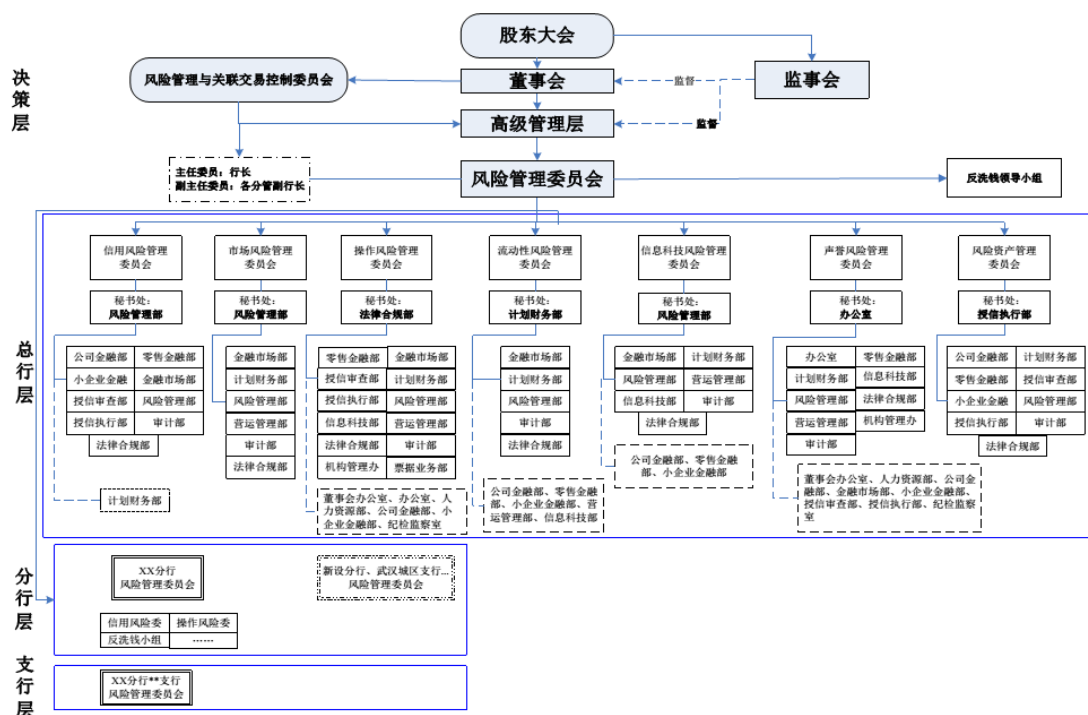 股东大会
决策层
风险管理与关联交易控制委员会
董事会
监督
监事会
高级管理层
监督
主任委员：行长
副主任委员：各分管副行长
风险管理委员会
反洗钱领导小组
总行层
信用风险管理
委员会
秘书处：
风险管理部
公司金融部
零售金融部
小企业金融
金融市场部
授信审查部
风险管理部
授信执行部
审计部
法律合规部
计划财务部
市场风险管理
委员会
秘书处：
风险管理部
金融市场部
计划财务部
风险管理部
营运管理部
审计部
法律合规部
操作风险管理
委员会
秘书处：
法律合规部
零售金融部
金融市场部
授信审查部
计划财务部
授信执行部
风险管理部
信息科技部
营运管理部
法律合规部
审计部
机构管理办
票据业务部
董事会办公室、办公室、人
力资源部、公司金融部、小
企业金融部、纪检监察室
流动性风险管理
委员会
秘书处：
计划财务部
金融市场部
计划财务部
风险管理部
审计部
法律合规部
公司金融部、零售金融
部、小企业金融部、营
运管理部、信息科技部
信息科技风险管理
委员会
秘书处：
风险管理部
金融市场部
计划财务部
风险管理部
营运管理部
信息科技部
审计部
法律合规部
公司金融部、零售金融
部、小企业金融部
声誉风险管理
委员会
秘书处：
办公室
办公室
零售金融部
计划财务部
信息科技部
风险管理部
法律合规部
营运管理部
机构管理办
审计部
董事会办公室、人力资源部、公司金
融部、金融市场部、小企业金融部、
授信审查部、授信执行部、纪检监察
室
风险资产管理
委员会
秘书处：
授信执行部
公司金融部
计划财务部
零售金融部
授信审查部
小企业金融
风险管理部
授信执行部
审计部
法律合规部
分行层
XX分行
风险管理委员会
新设分行、武汉城区支行...
风险管理委员会
信用风险委
操作风险委
反洗钱小组
------
支行层
XX分行**支行
风险管理委员会